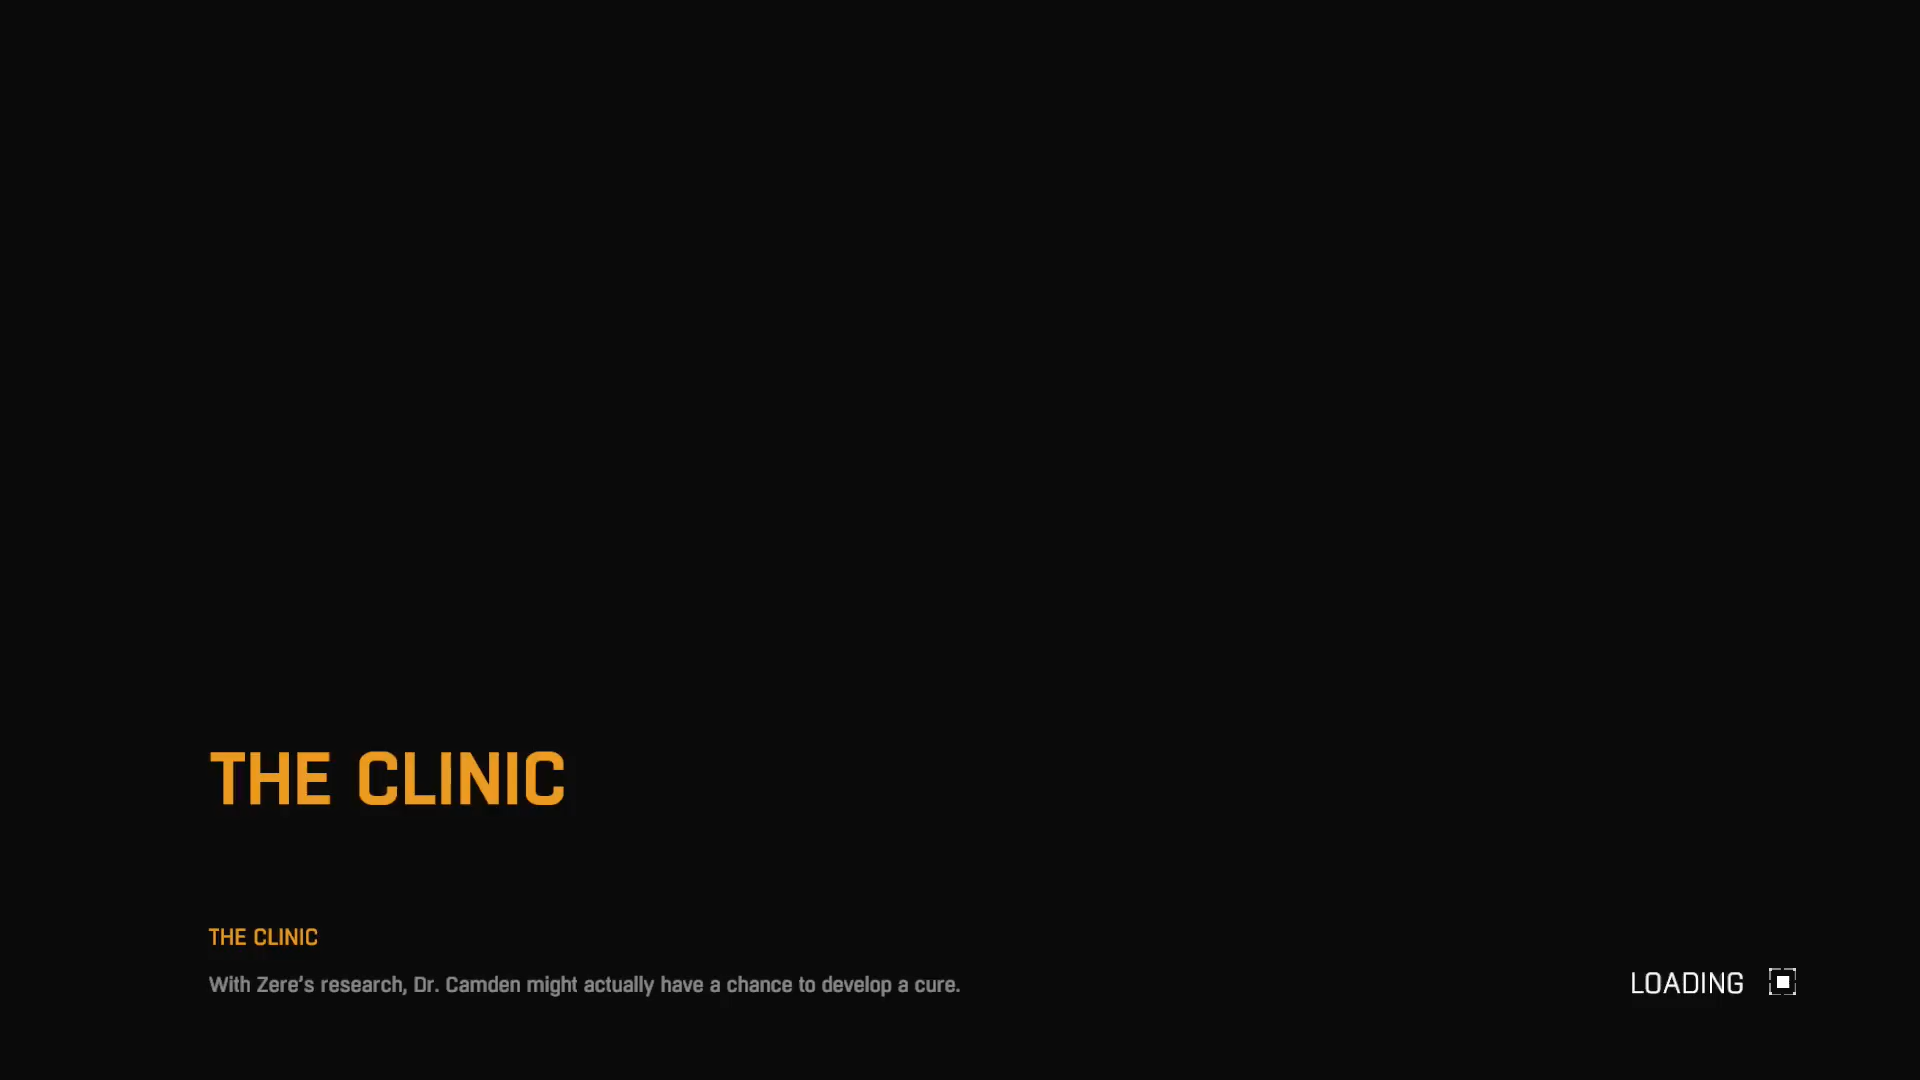 THE CLINIC
THE CLINIC
With Zere's research, Dr. Camden might actually have a chance to develop a cure.
LOADING